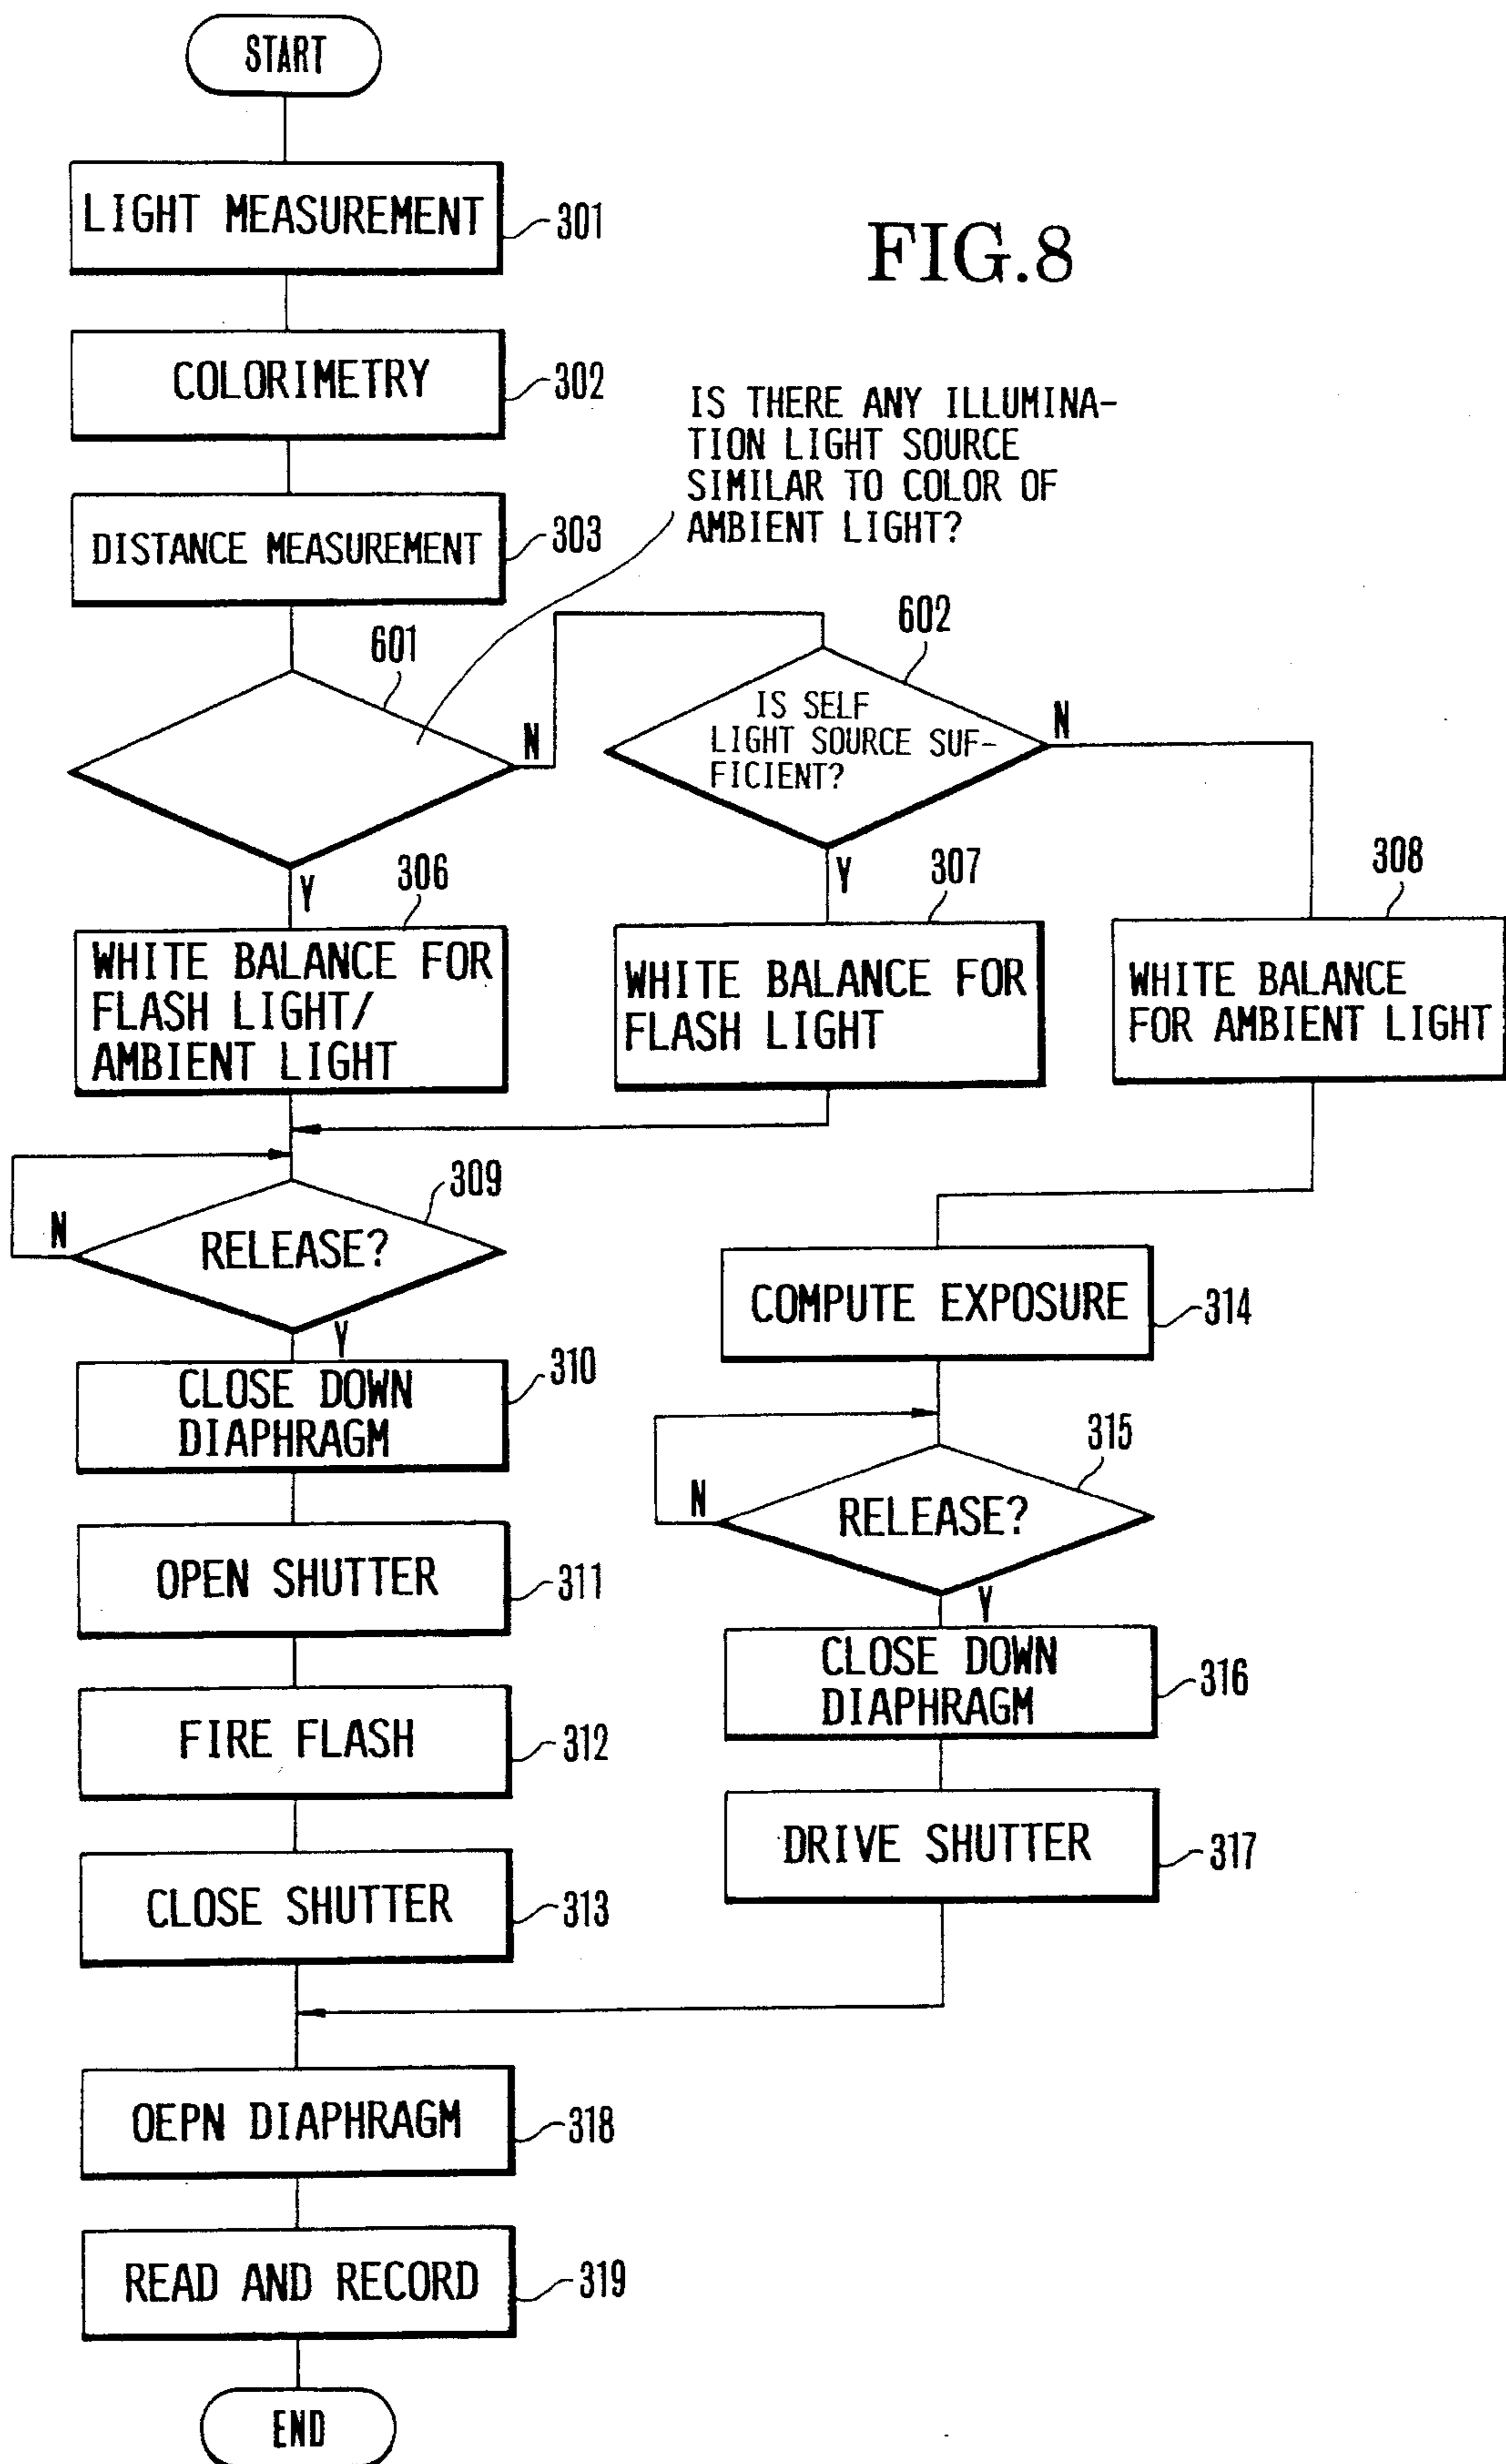 START
LIGHT MEASUREMENT
301
FIG.8
COLORIMETRY
302
IS THERE ANY ILLUMINA-
TION LIGHT SOURCE
SIMILAR TO COLOR OF
AMBIENT LIGHT?
DISTANCE MEASUREMENT
303
601
N
602
IS SELF
LIGHT SOURCE SUF-
FICIENT?
N
Y
306
Y
307
308
WHITE BALANCE FOR
FLASH LIGHT/
AMBIENT LIGHT
WHITE BALANCE FOR
FLASH LIGHT
WHITE BALANCE
FOR AMBIENT LIGHT
309
N
RELEASE?
Y
COMPUTE EXPOSURE
314
CLOSE DOWN
DIAPHRAGM
310
315
N
RELEASE?
Y
OPEN SHUTTER
311
CLOSE DOWN
DIAPHRAGM
316
FIRE FLASH
312
DRIVE SHUTTER
317
CLOSE SHUTTER
313
OEPN DIAPHRAGM
318
READ AND RECORD
319
END